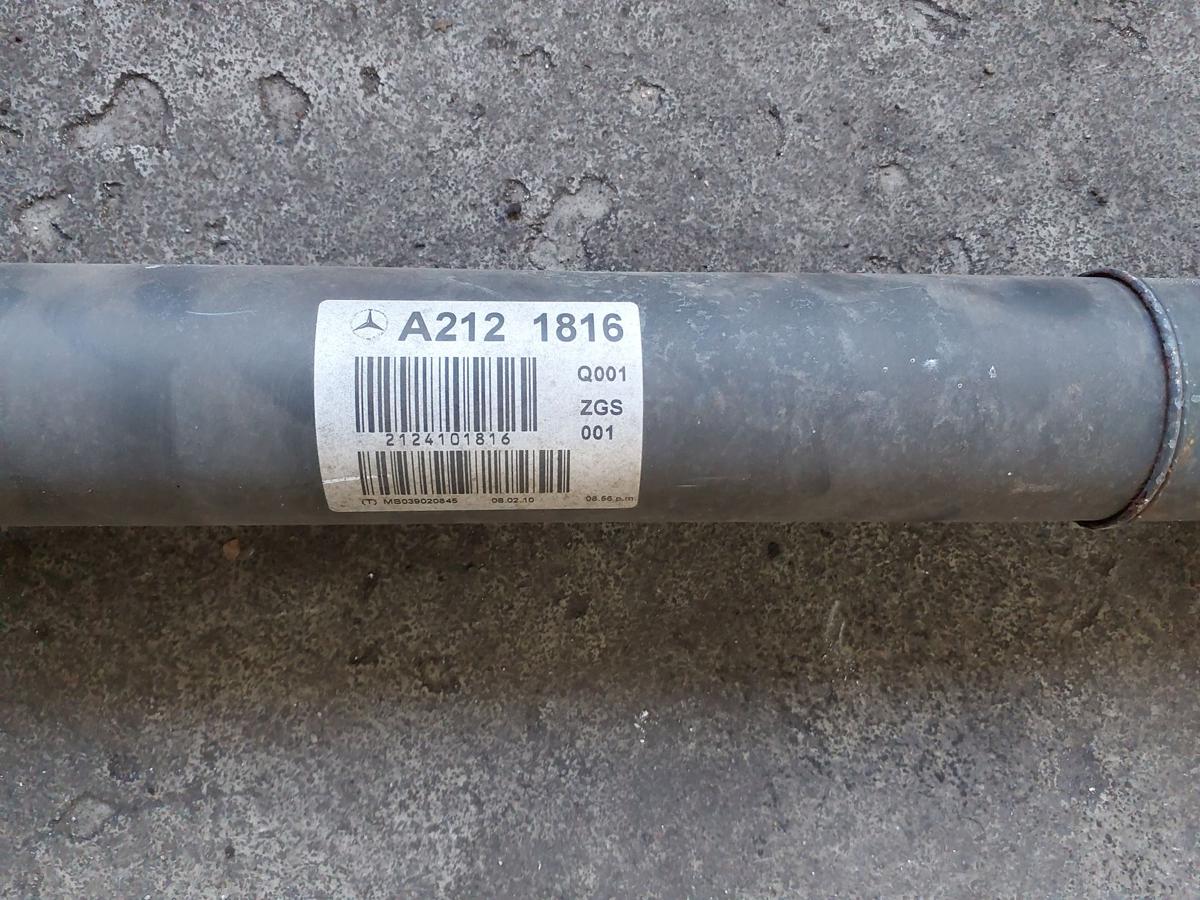 A212 1816
Q001
ZGS
001
2124101816
(T) MB039020845 08.02.10 08.56 p.m